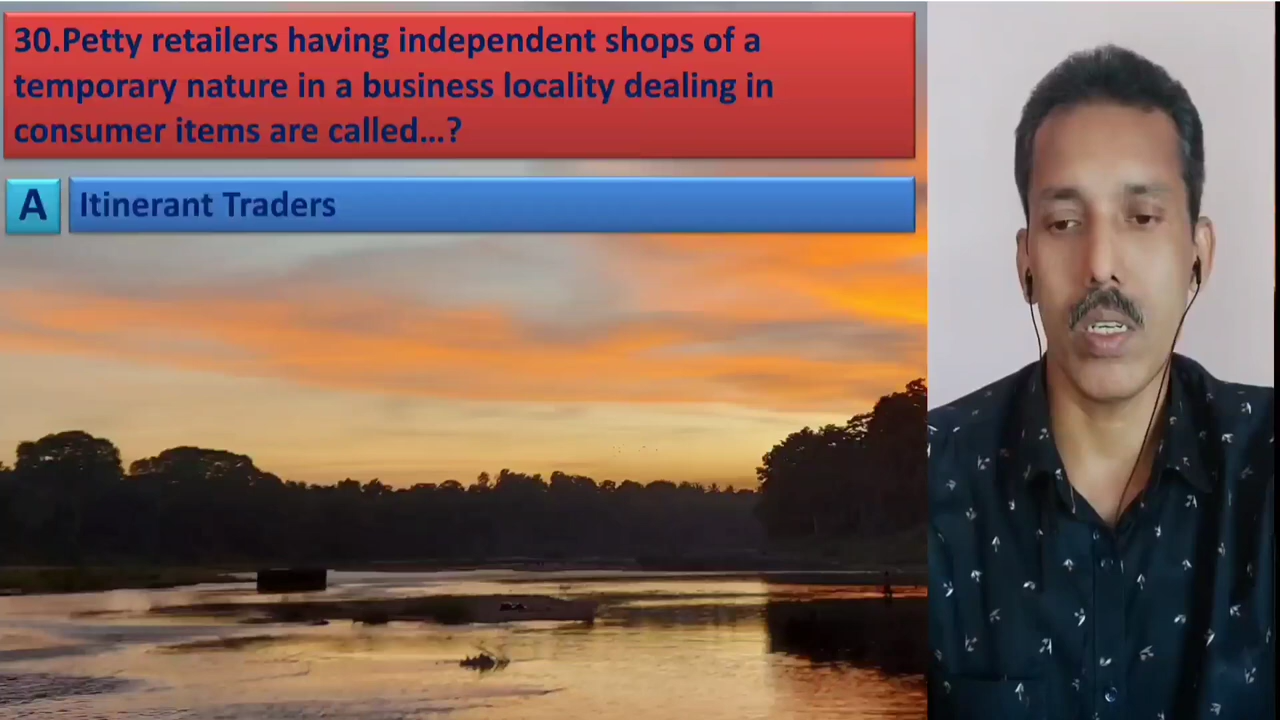 30.Petty retailers having independent shops of a
temporary nature in a business locality dealing in
consumer items are called...?
A Itinerant Traders